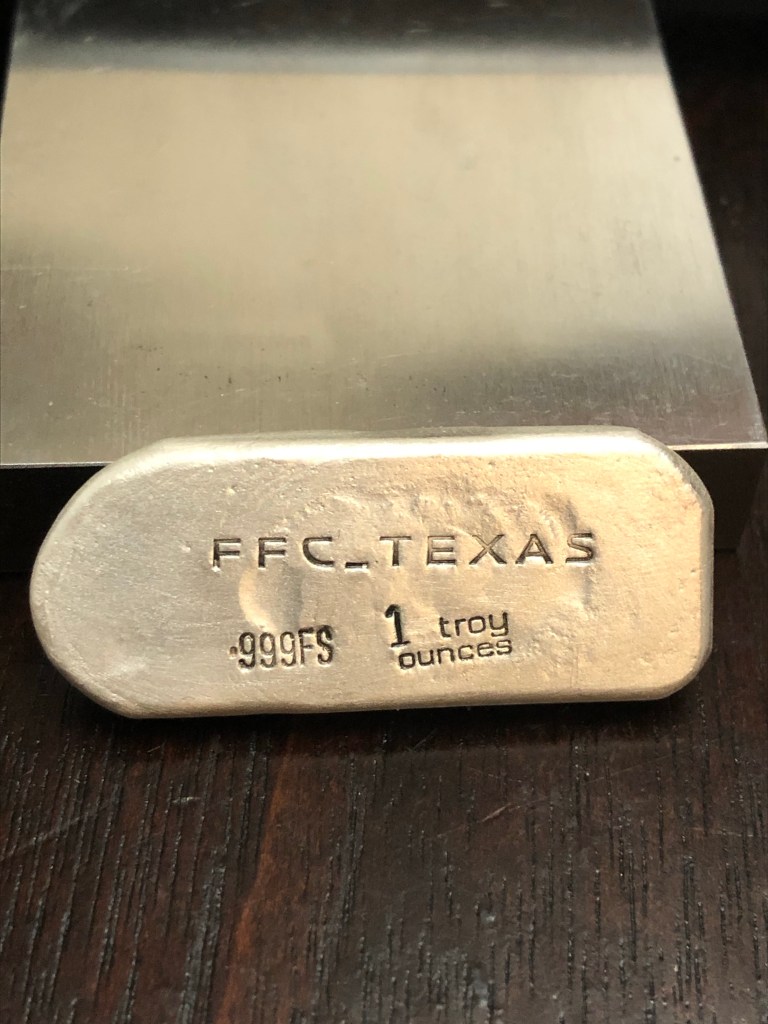 FFC_TEXAS
.999FS 1 troy
ounces